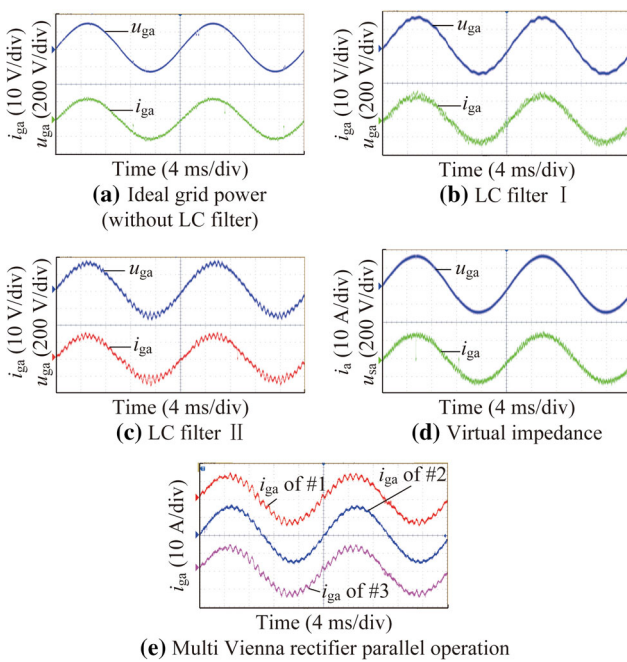 i_ga (10 V/div)
u_ga (200 V/div)
u_ga
i_ga
Time (4 ms/div)
(a) Ideal grid power
(without LC filter)
i_ga (10 V/div)
u_ga (200 V/div)
u_ga
i_ga
Time (4 ms/div)
(b) LC filter Ⅰ
i_ga (10 V/div)
u_ga (200 V/div)
u_ga
i_ga
Time (4 ms/div)
(c) LC filter Ⅱ
i_a (10 A/div)
u_sa (200 V/div)
u_ga
i_ga
Time (4 ms/div)
(d) Virtual impedance
i_ga (10 A/div)
i_ga of #1
i_ga of #2
i_ga of #3
Time (4 ms/div)
(e) Multi Vienna rectifier parallel operation